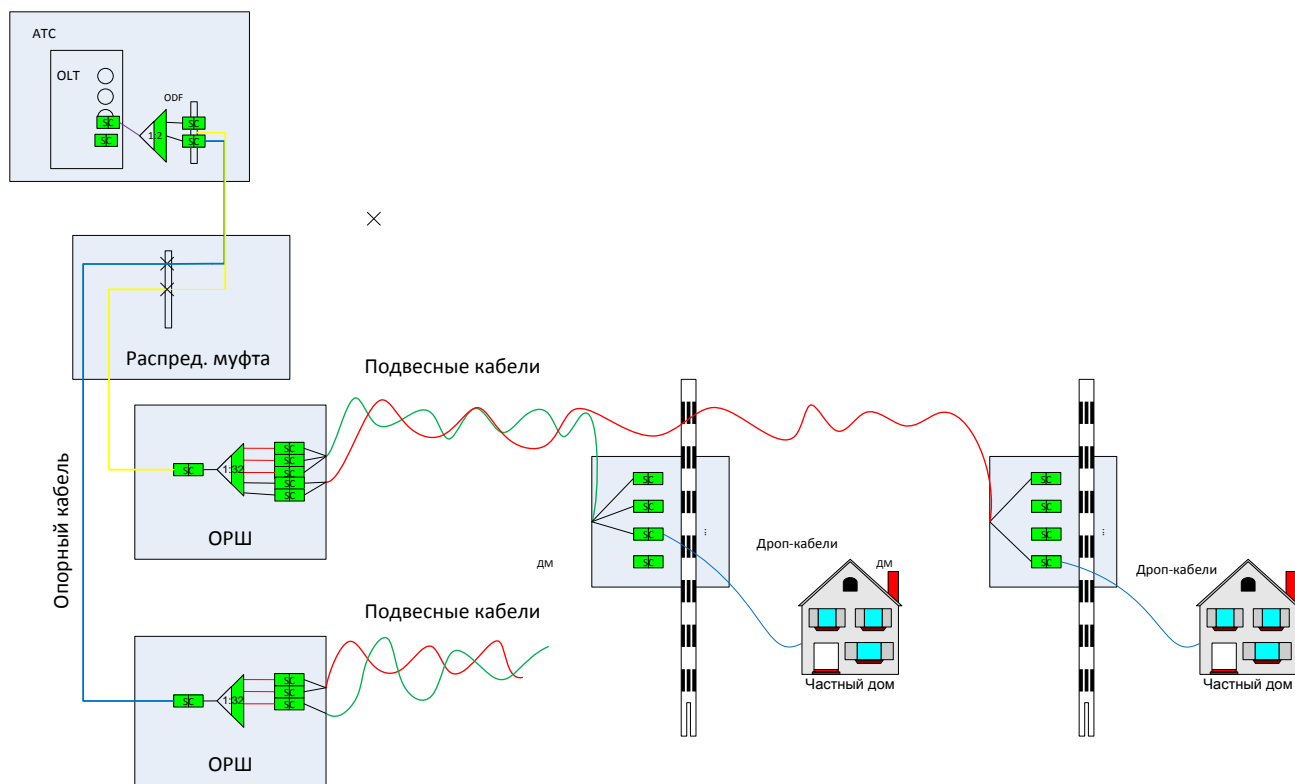 АТС
OLT
ODF
SC
SC
1:2
SC
SC
Распред. муфта
Подвесные кабели
Опорный кабель
SC
1:32
SC
SC
SC
SC
SC
ОРШ
SC
SC
SC
SC
...
дм
Дроп-кабели
Частный дом
SC
SC
SC
SC
...
дм
Дроп-кабели
Частный дом
Подвесные кабели
SC
1:32
SC
SC
SC
ОРШ